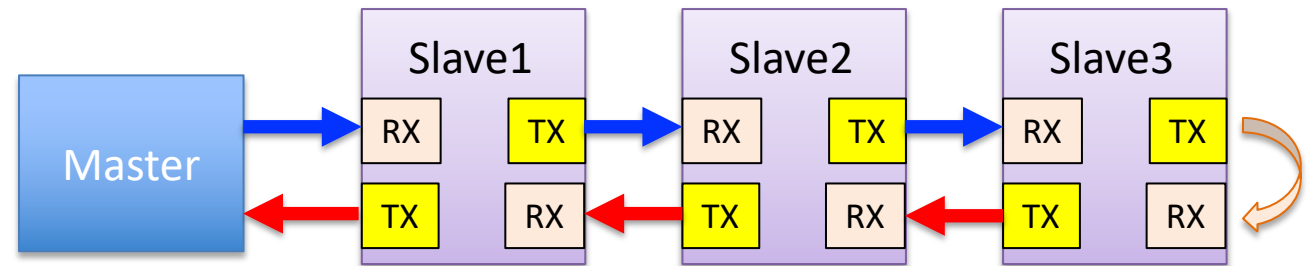 Slave1 Slave2 Slave3
RX TX RX TX RX TX
Master
TX RX TX RX TX RX